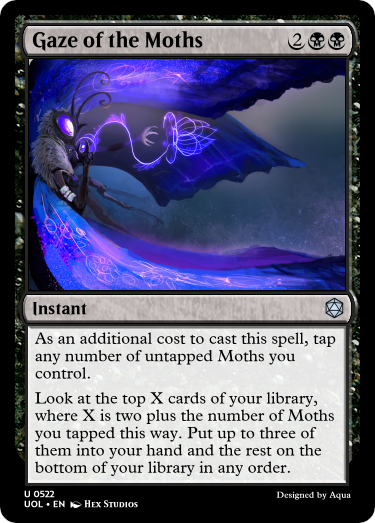 Gaze of the Moths 2
Instant
As an additional cost to cast this spell, tap
any number of untapped Moths you
control.
Look at the top X cards of your library,
where X is two plus the number of Moths
you tapped this way. Put up to three of
them into your hand and the rest on the
bottom of your library in any order.
U 0522
UOL • EN Hex Studios
Designed by Aqua